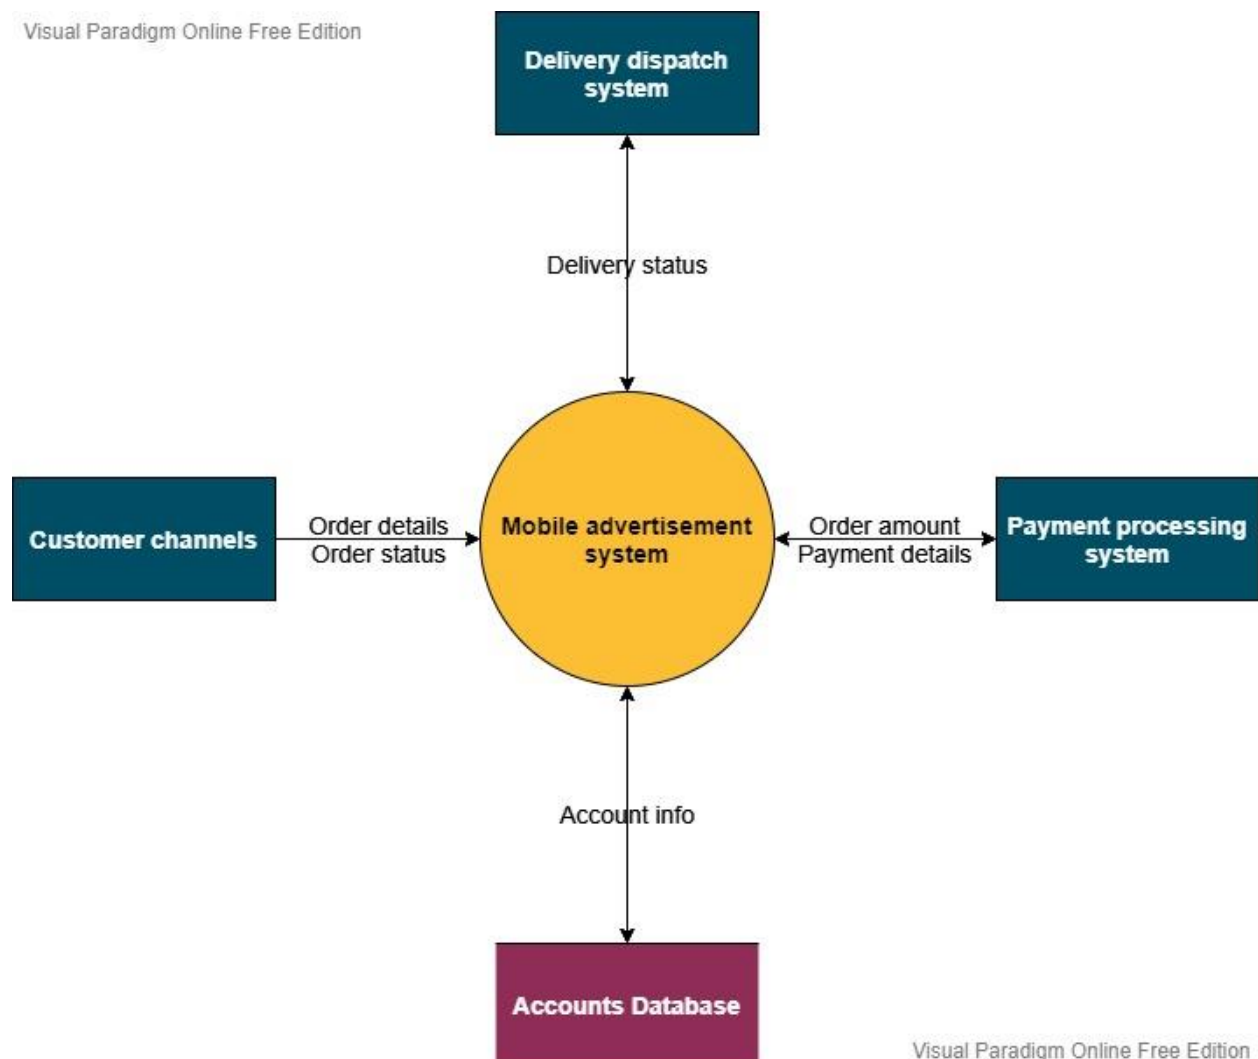 Visual Paradigm Online Free Edition
Delivery dispatch
system
Delivery status
Customer channels
Order details
Order status
Mobile advertisement
system
Order amount
Payment details
Payment processing
system
Account info
Accounts Database
Visual Paradigm Online Free Edition